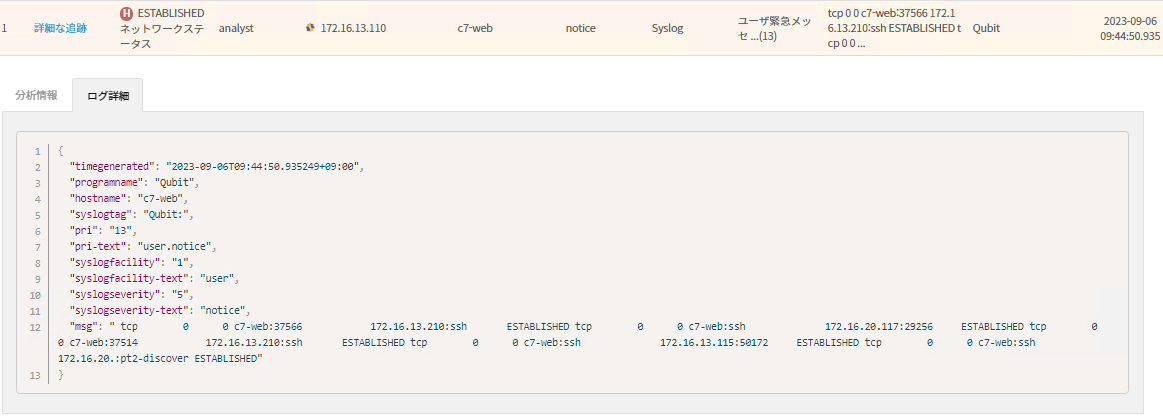 1 詳細な追跡 H ESTABLISHED ネットワークステータス analyst 172.16.13.110 c7-web notice Syslog ユーザ緊急メッセ ...(13) tcp 0 0 c7-web:37566 172.16.13.210:ssh ESTABLISHED tcp 0 0 ... Qubit 2023-09-06 09:44:50.935
分析情報 ログ詳細
1 {
2 "timegenerated": "2023-09-06T09:44:50.935249+09:00",
3 "programname": "Qubit",
4 "hostname": "c7-web",
5 "syslogtag": "Qubit:",
6 "pri": "13",
7 "pri-text": "user.notice",
8 "syslogfacility": "1",
9 "syslogfacility-text": "user",
10 "syslogseverity": "5",
11 "syslogseverity-text": "notice",
12 "msg": " tcp 0 0 c7-web:37566 172.16.13.210:ssh ESTABLISHED tcp 0 0 c7-web:ssh 172.16.20.117:29256 ESTABLISHED tcp 0
0 c7-web:37514 172.16.13.210:ssh ESTABLISHED tcp 0 0 c7-web:ssh 172.16.13.115:50172 ESTABLISHED tcp 0 0 c7-web:ssh
172.16.20.:pt2-discover ESTABLISHED"
13 }